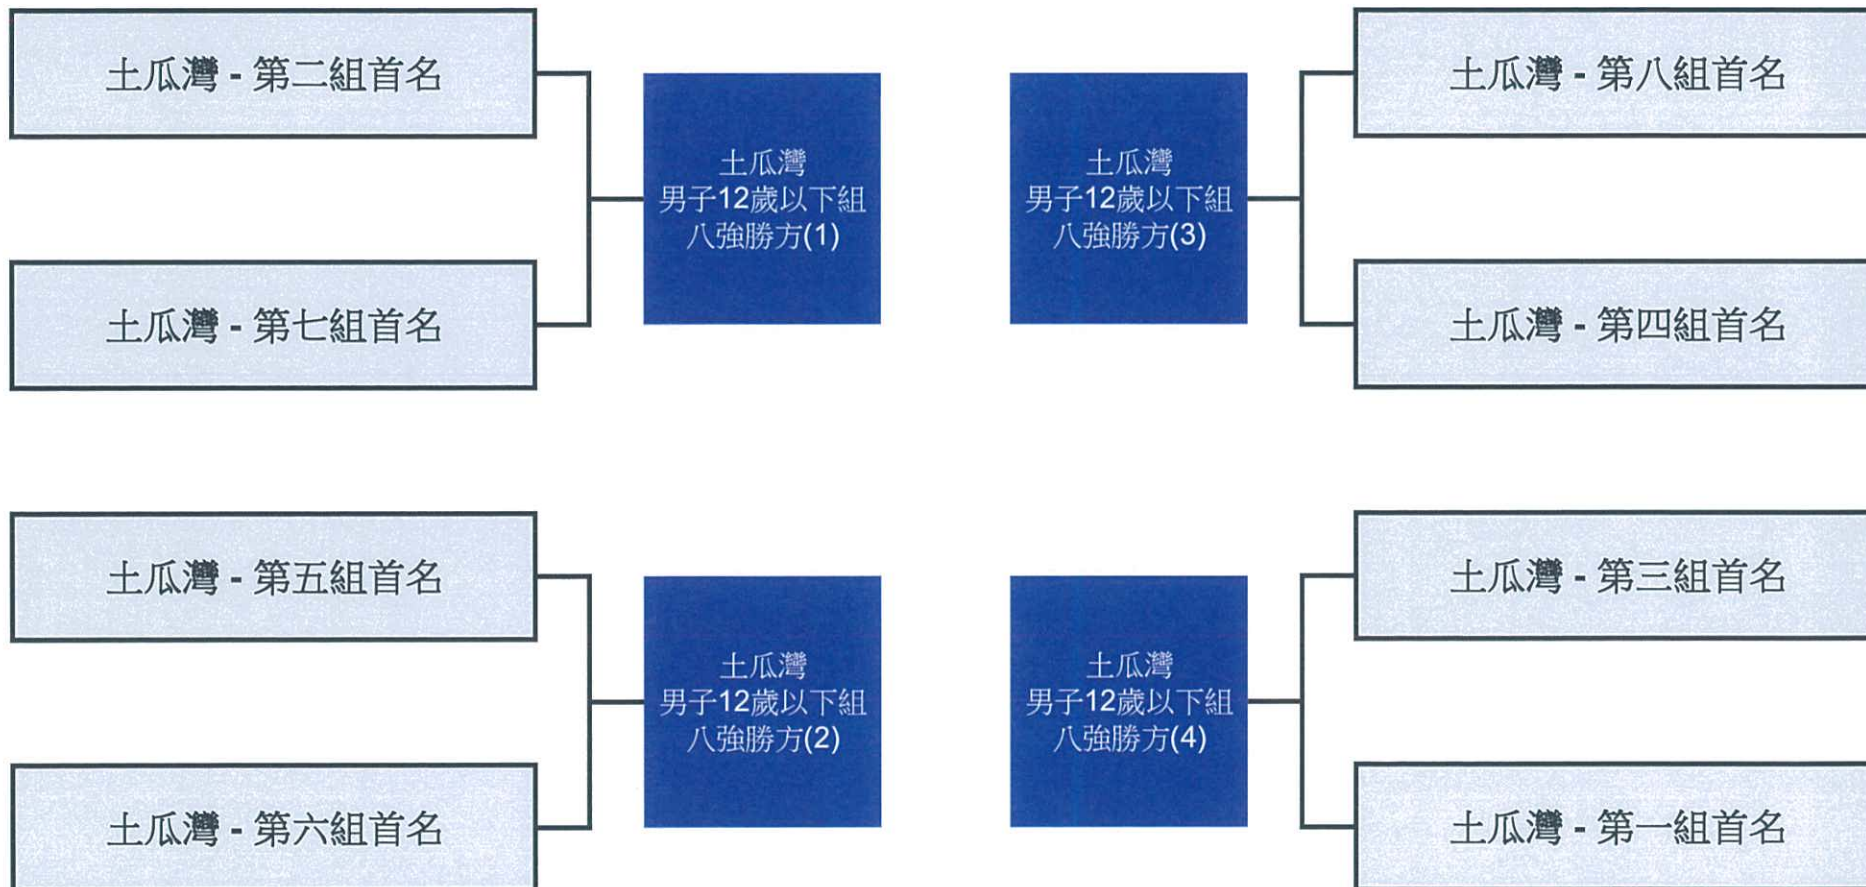 土瓜灣 - 第二組首名
土瓜灣 - 第七組首名
土瓜灣
男子12歲以下組
八強勝方(1)
土瓜灣
男子12歲以下組
八強勝方(3)
土瓜灣 - 第八組首名
土瓜灣 - 第四組首名
土瓜灣 - 第五組首名
土瓜灣 - 第六組首名
土瓜灣
男子12歲以下組
八強勝方(2)
土瓜灣
男子12歲以下組
八強勝方(4)
土瓜灣 - 第三組首名
土瓜灣 - 第一組首名